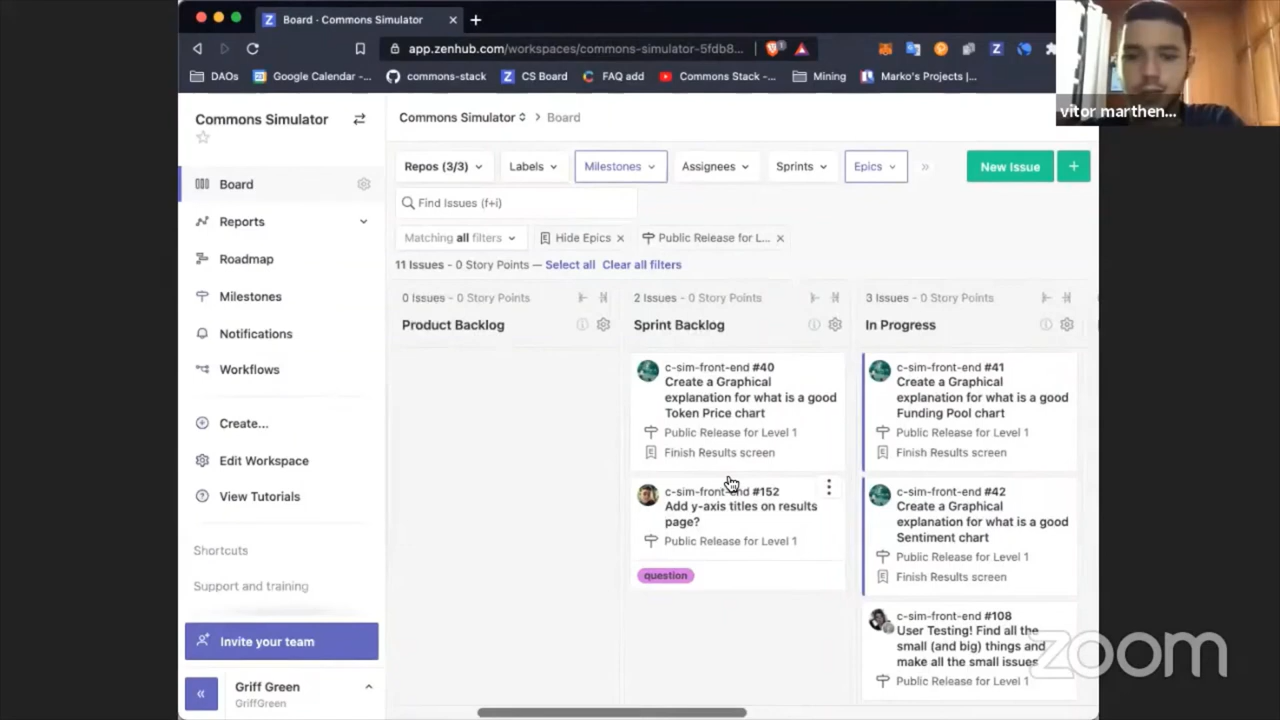 Board · Commons Simulator
app.zenhub.com/workspaces/commons-simulator-5fdb8...
DAOs
Google Calendar -...
commons-stack
CS Board
FAQ add
Commons Stack -...
Mining
Marko's Projects |...
vitor marthen...
Commons Simulator
Commons Simulator > Board
Board
Reports
Roadmap
Milestones
Notifications
Workflows
Create...
Edit Workspace
View Tutorials
Shortcuts
Support and training
Invite your team
Griff Green
GriffGreen
Repos (3/3)
Labels
Milestones
Assignees
Sprints
Epics
»
New Issue
+
Find Issues (f+i)
Matching all filters
Hide Epics ×
Public Release for L... ×
11 Issues - 0 Story Points — Select all Clear all filters
0 Issues - 0 Story Points
Product Backlog
2 Issues - 0 Story Points
Sprint Backlog
c-sim-front-end #40
Create a Graphical
explanation for what is a good
Token Price chart
Public Release for Level 1
Finish Results screen
c-sim-front-end #152
Add y-axis titles on results
page?
Public Release for Level 1
question
3 Issues - 0 Story Points
In Progress
c-sim-front-end #41
Create a Graphical
explanation for what is a good
Funding Pool chart
Public Release for Level 1
Finish Results screen
c-sim-front-end #42
Create a Graphical
explanation for what is a good
Sentiment chart
Public Release for Level 1
Finish Results screen
c-sim-front-end #108
User Testing! Find all the
small (and big) things and
make all the small issues
Public Release for Level 1
zoom